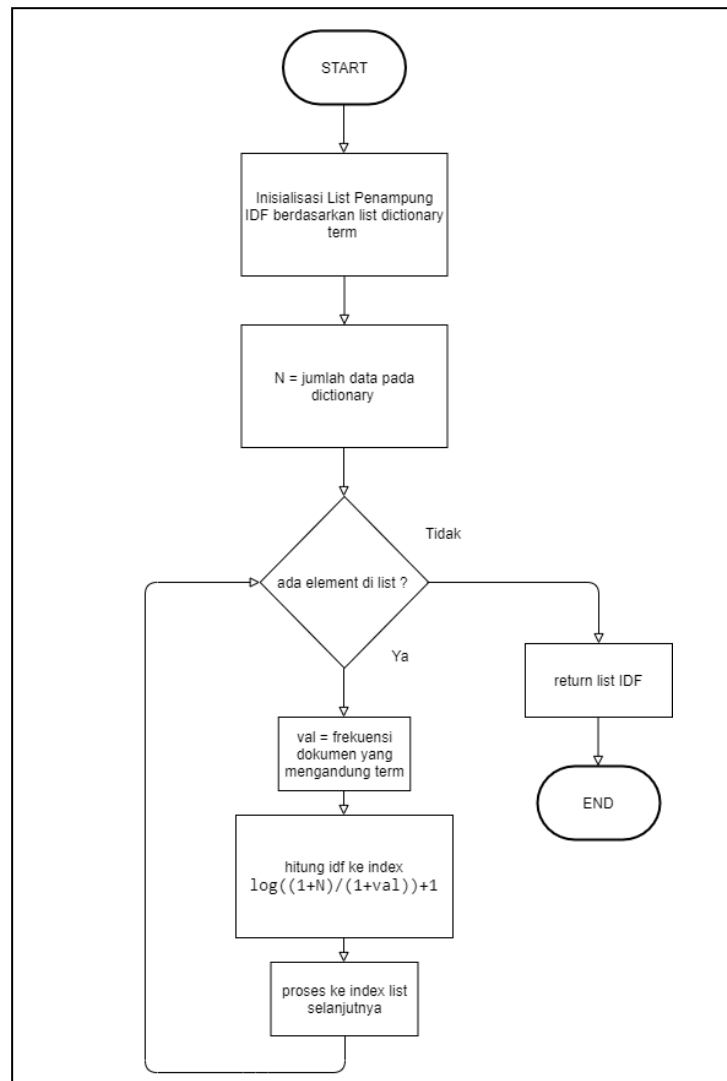 START
Inisialisasi List Penampung
IDF berdasarkan list dictionary
term
N = jumlah data pada
dictionary
Tidak
ada element di list ?
Ya
return list IDF
val = frekuensi
dokumen yang
mengandung term
END
hitung idf ke index
log((1+N)/(1+val))+1
proses ke index list
selanjutnya